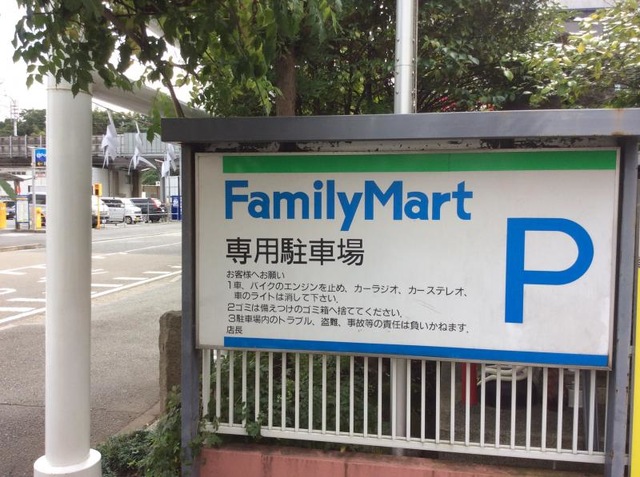 FamilyMart
P
専用駐車場
お客様へお願い
1車、バイクのエンジンを止め、カーラジオ、カーステレオ、
車のライトは消して下さい.
2ゴミは備えつけのゴミ箱へ捨ててください.
3駐車場内のトラブル、盗難、事故等の責任は負いかねます.
店長